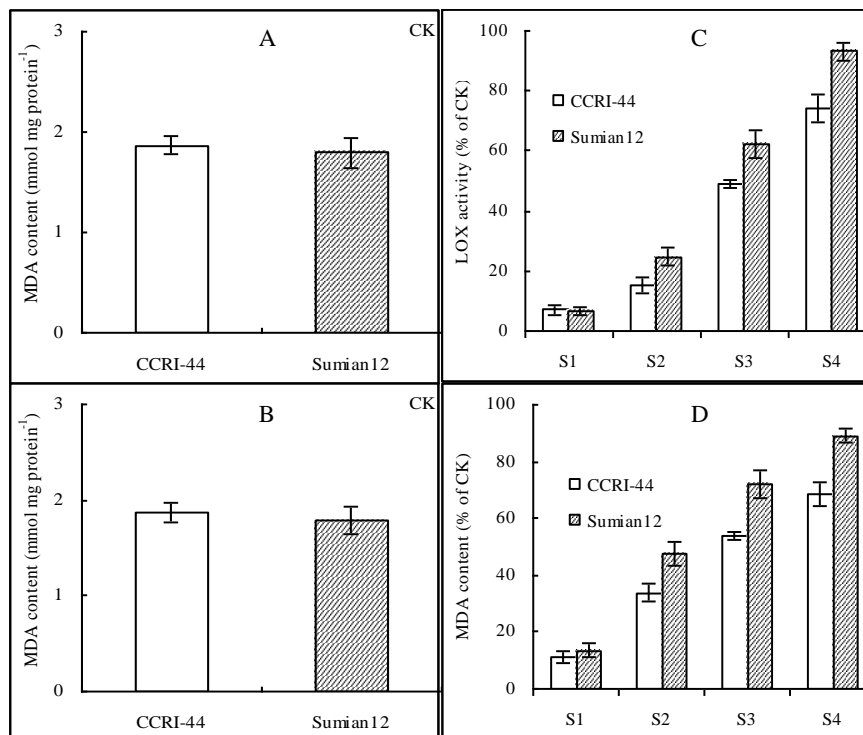 A
CK
MDA content (mmol mg protein⁻¹)
3
2
1
0
CCRI-44
Sumian12
C
LOX activity (% of CK)
100
80
60
40
20
0
CCRI-44
Sumian12
S1
S2
S3
S4
B
CK
MDA content (mmol mg protein⁻¹)
3
2
1
0
CCRI-44
Sumian12
D
MDA content (% of CK)
100
80
60
40
20
0
CCRI-44
Sumian12
S1
S2
S3
S4